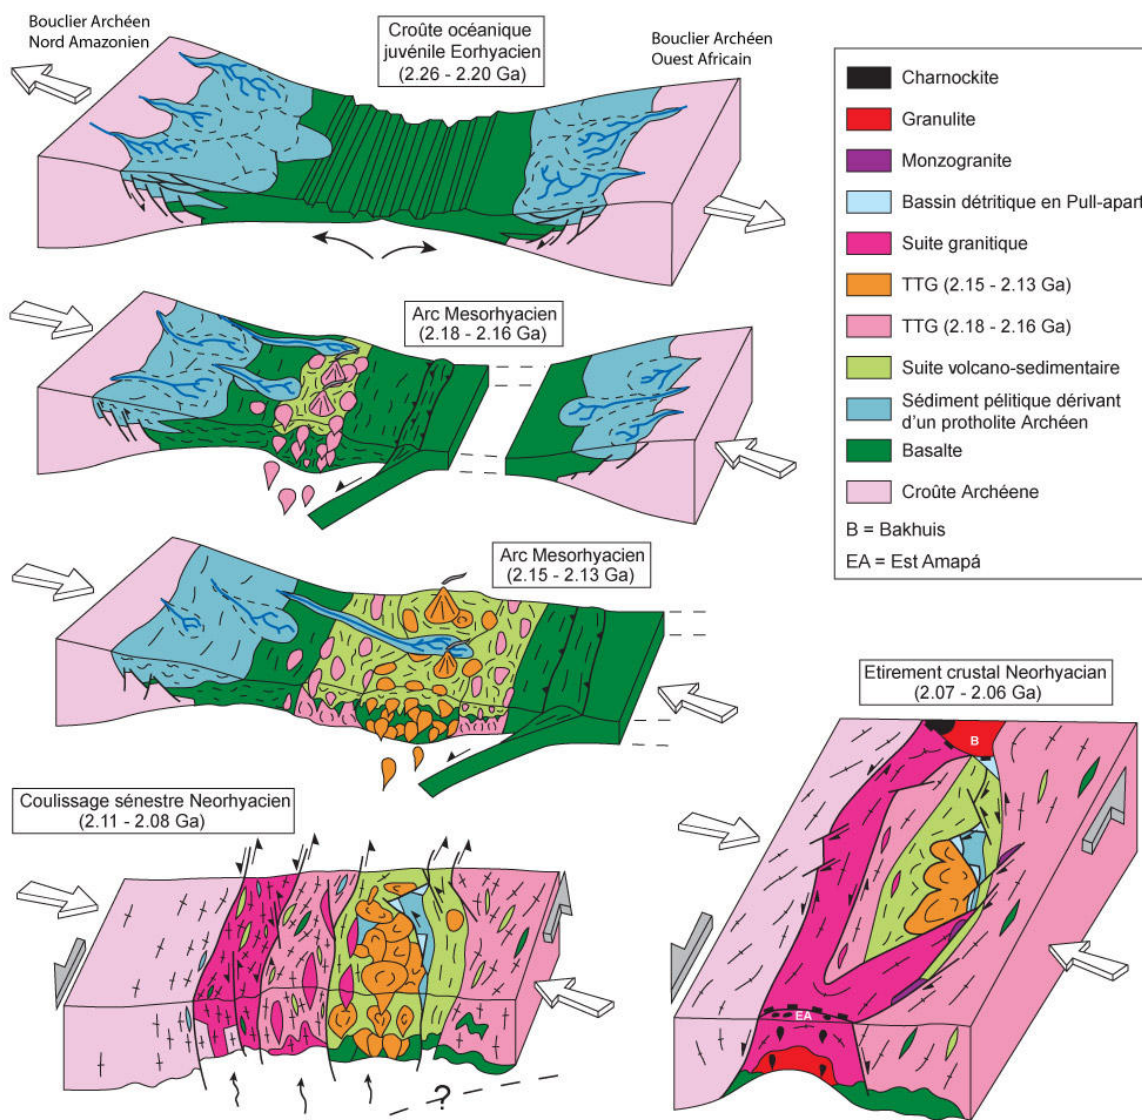 Bouclier Archéen
Nord Amazonien
Croûte océanique
juvénile Eorhyacien
(2.26 - 2.20 Ga)
Bouclier Archéen
Ouest Africain
Arc Mesorhyacien
(2.18 - 2.16 Ga)
Arc Mesorhyacien
(2.15 - 2.13 Ga)
Coulissage sénestre Neorhyacien
(2.11 - 2.08 Ga)
?
Etirement crustal Neorhyacian
(2.07 - 2.06 Ga)
B
EA
Charnockite
Granulite
Monzogranite
Bassin détritique en Pull-apart
Suite granitique
TTG (2.15 - 2.13 Ga)
TTG (2.18 - 2.16 Ga)
Suite volcano-sedimentaire
Sédiment pélitique dérivant
d'un protholite Archéen
Basalte
Croûte Archéene
B = Bakhuis
EA = Est Amapá